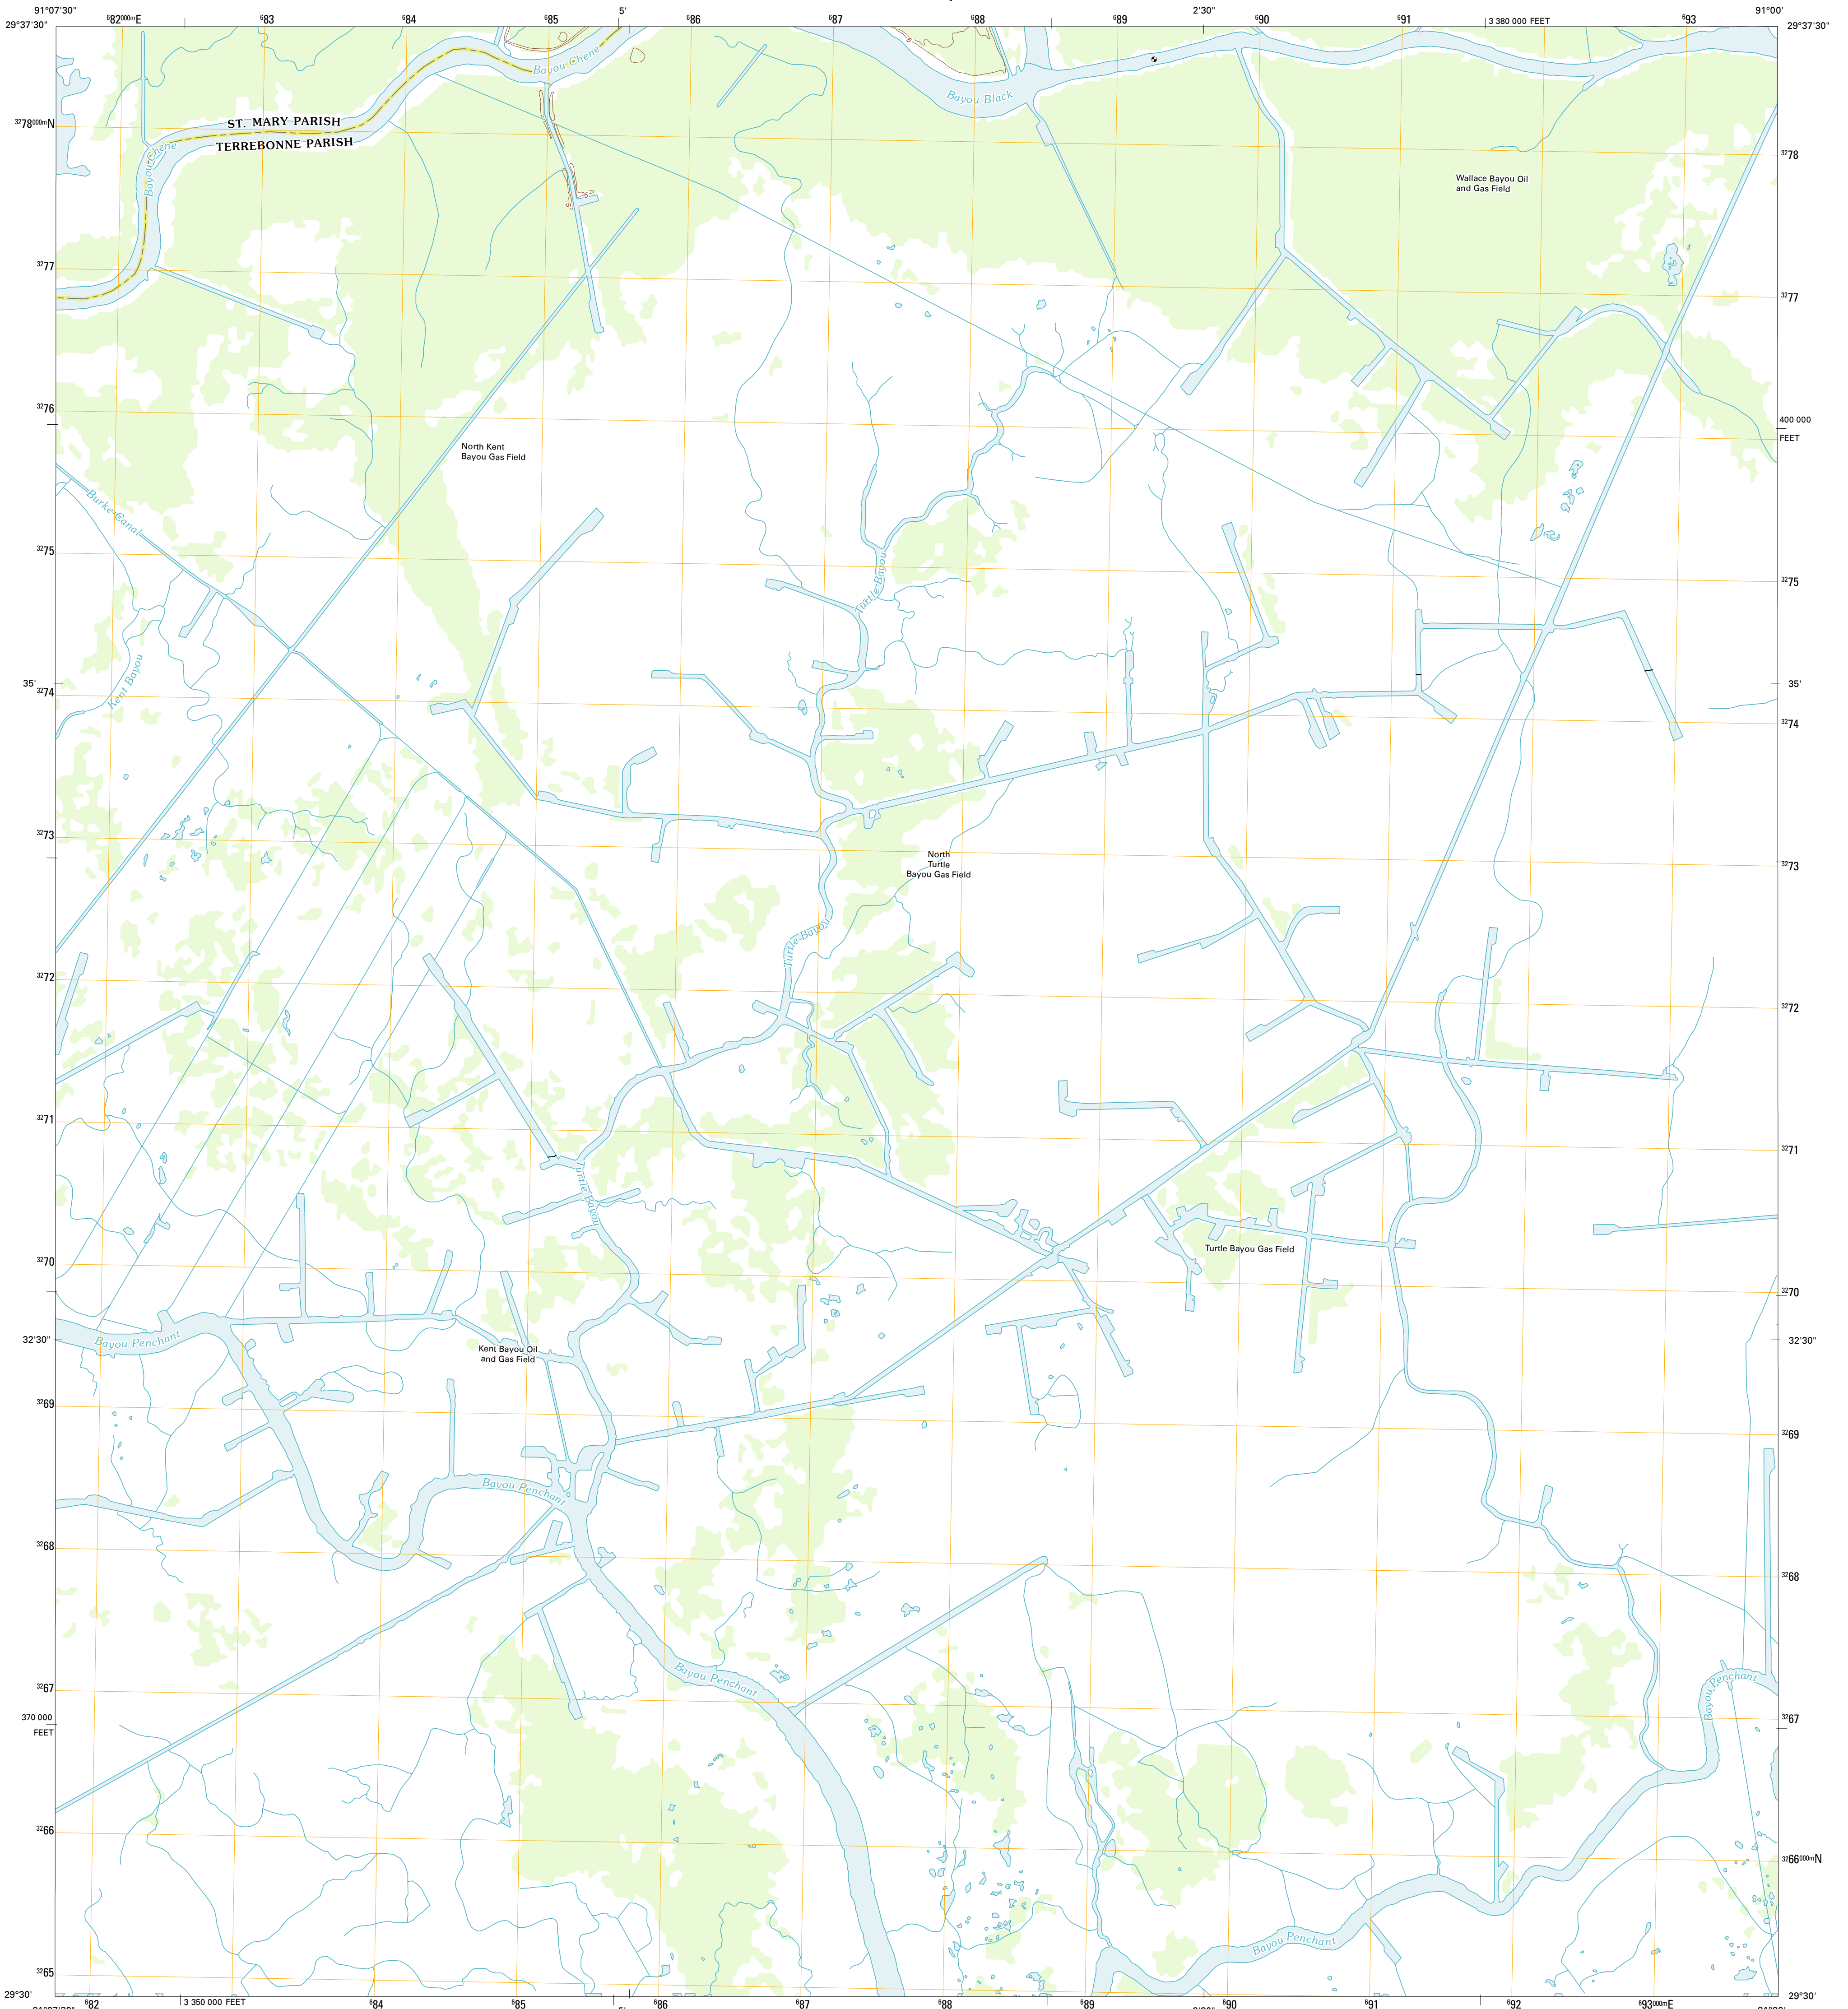 91°07'30" ⁶82⁰⁰⁰ᵐE ⁶83 ⁶84 ⁶85 5' ⁶86 ⁶87 ⁶88 ⁶89 2'30" ⁶90 ⁶91 3 380 000 FEET ⁶93 91°00'
29°37'30" 29°37'30"
Bayou Chene
Bayou Black
³²78⁰⁰⁰ᵐN
ST. MARY PARISH
TERREBONNE PARISH
Bayou Chene
³²78
Wallace Bayou Oil
and Gas Field
5
5
5
³²77
³²77
³²76
400 000
FEET
North Kent
Bayou Gas Field
Burke Canal
³²75
Turtle Bayou
³²75
Kent Bayou
35'
³²74
35'
³²74
³²73
North
Turtle
Bayou Gas Field
³²73
Turtle Bayou
³²72
³²72
³²71
³²71
Turtle Bayou
Turtle Bayou Gas Field
³²70
³²70
Bayou Penchant
32'30"
32'30"
Kent Bayou Oil
and Gas Field
³²69
³²69
Bayou Penchant
³²68
³²68
Bayou Penchant
Bayou Penchant
³²67
370 000
FEET
³²67
³²66
³²66⁰⁰⁰ᵐN
Bayou Penchant
³²65
29°30' 29°30'
⁶82 3 350 000 FEET ⁶84 ⁶85 ⁶86 ⁶87 ⁶88 ⁶89 ⁶90 ⁶91 ⁶92 ⁶93⁰⁰⁰ᵐE